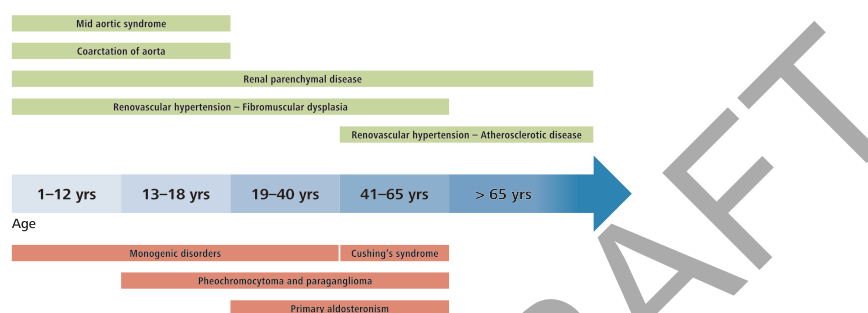 Mid aortic syndrome
Coarctation of aorta
Renal parenchymal disease
Renovascular hypertension – Fibromuscular dysplasia
Renovascular hypertension – Atherosclerotic disease
1–12 yrs 13–18 yrs 19–40 yrs 41–65 yrs > 65 yrs
Age
Monogenic disorders Cushing's syndrome
Pheochromocytoma and paraganglioma
Primary aldosteronism
RAFT